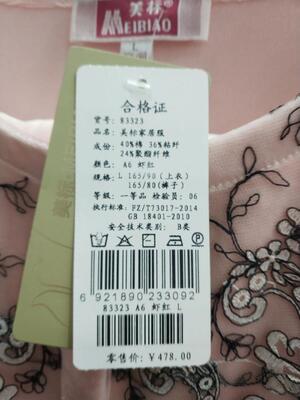 美标
MEIBIAO
L
合格证
货号: 83323
品名: 美标家居服
成份: 40%棉 36%粘纤
24%聚酯纤维
颜色: A6 虾红
规格: L 165/90(上衣)
165/80(裤子)
等级: 一等品 检验员: 06
执行标准: FZ/T73017-2014
GB 18401-2010
安全技术类别: B类
6 921890 233092
83323 A6 虾红 L
零售价: ¥478.00